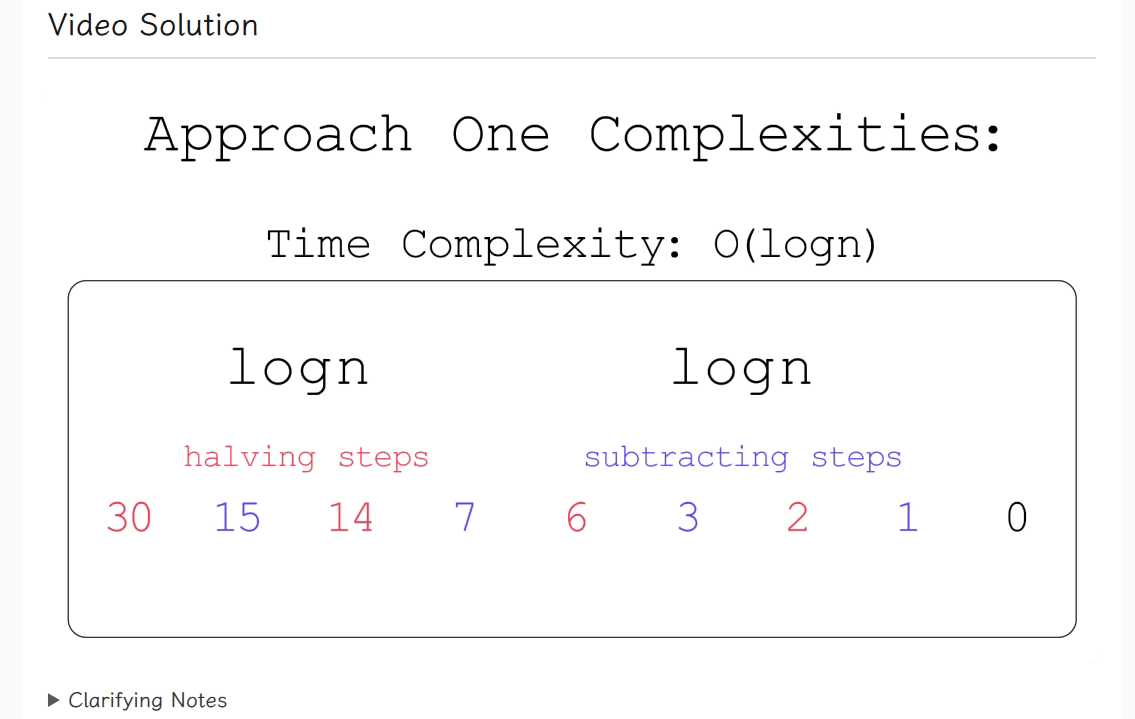 Video Solution
Approach One Complexities:
Time Complexity: O(logn)
logn logn
halving steps subtracting steps
30 15 14 7 6 3 2 1 0
Clarifying Notes